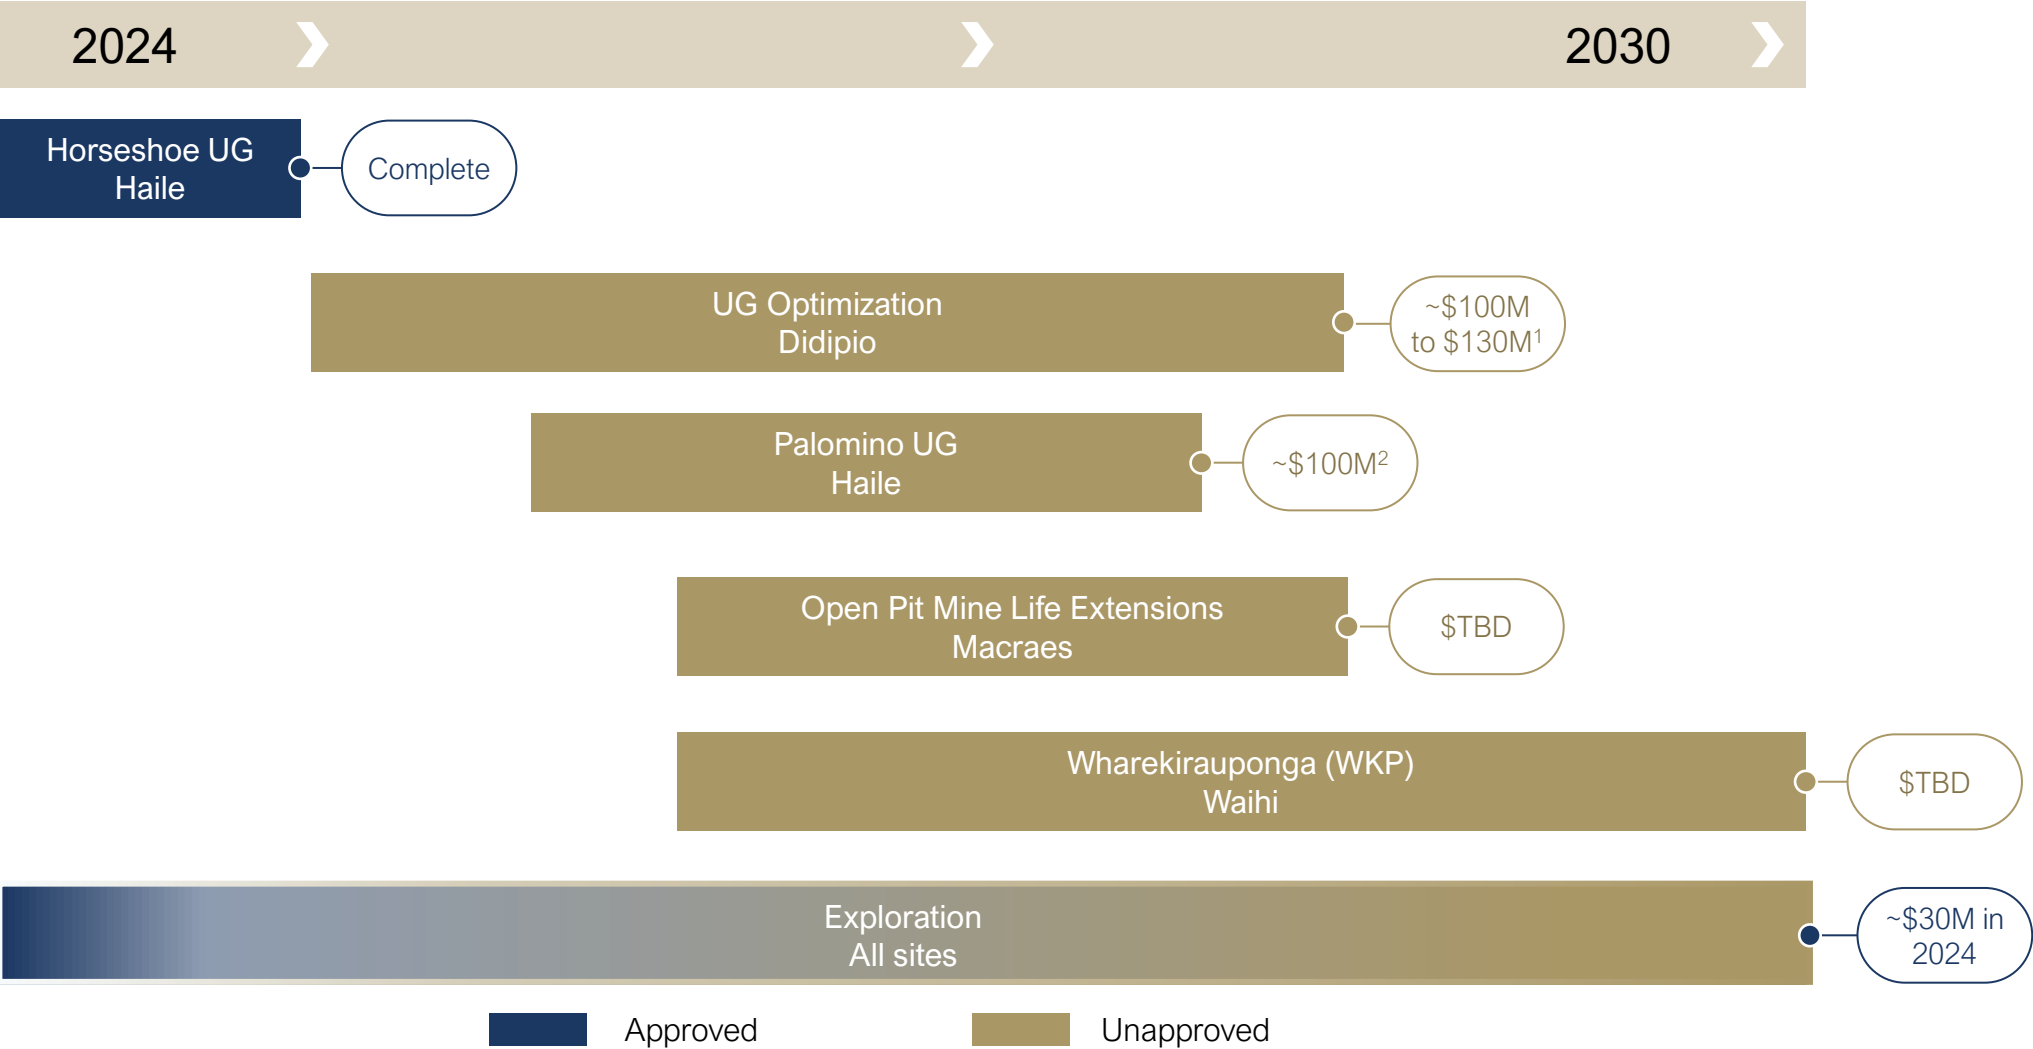 2024
2030
Horseshoe UG
Haile
Complete
UG Optimization
Didipio
~$100M
to $130M¹
Palomino UG
Haile
~$100M²
Open Pit Mine Life Extensions
Macraes
$TBD
Wharekirauponga (WKP)
Waihi
$TBD
Exploration
All sites
~$30M in
2024
Approved
Unapproved